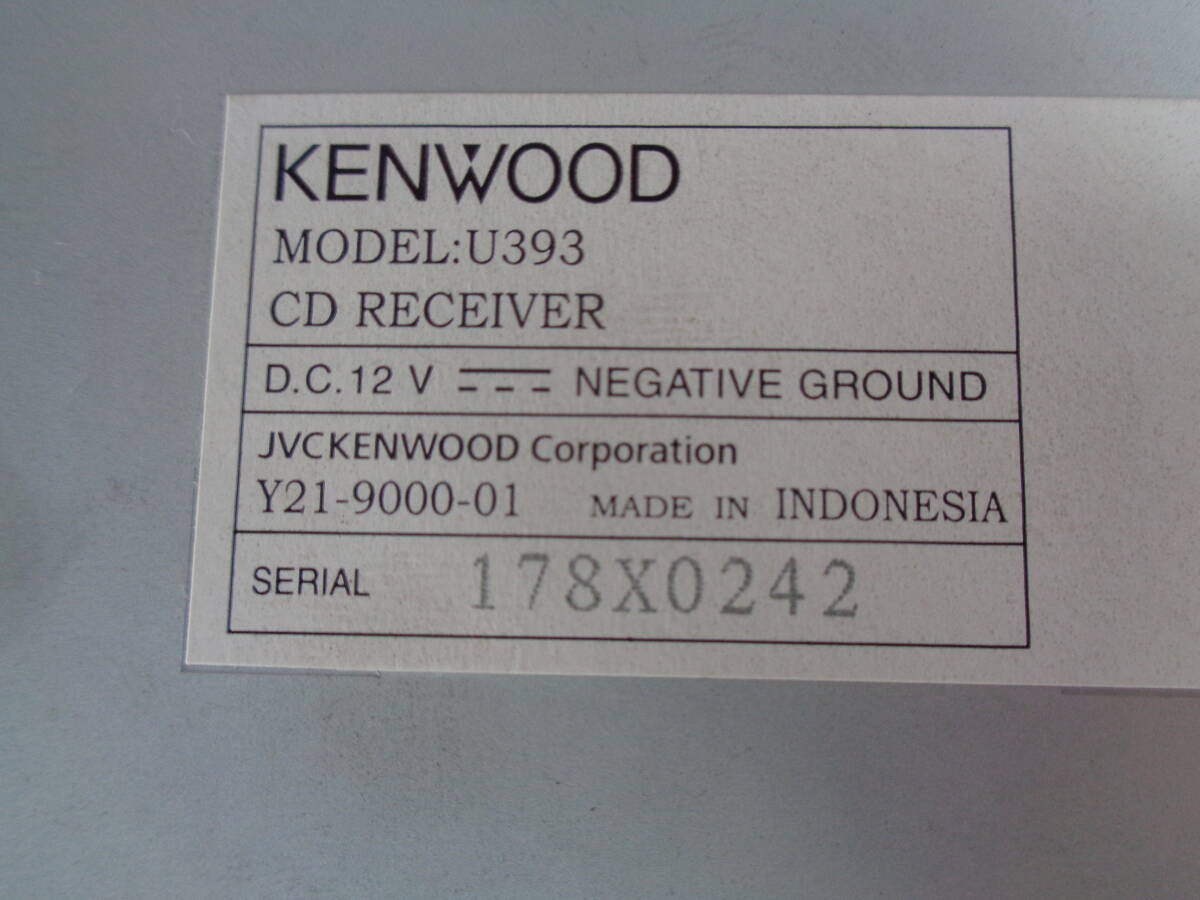 KENWOOD
MODEL:U393
CD RECEIVER
D.C.12 V NEGATIVE GROUND
JVCKENWOOD Corporation
Y21-9000-01 MADE IN INDONESIA
SERIAL 178X0242